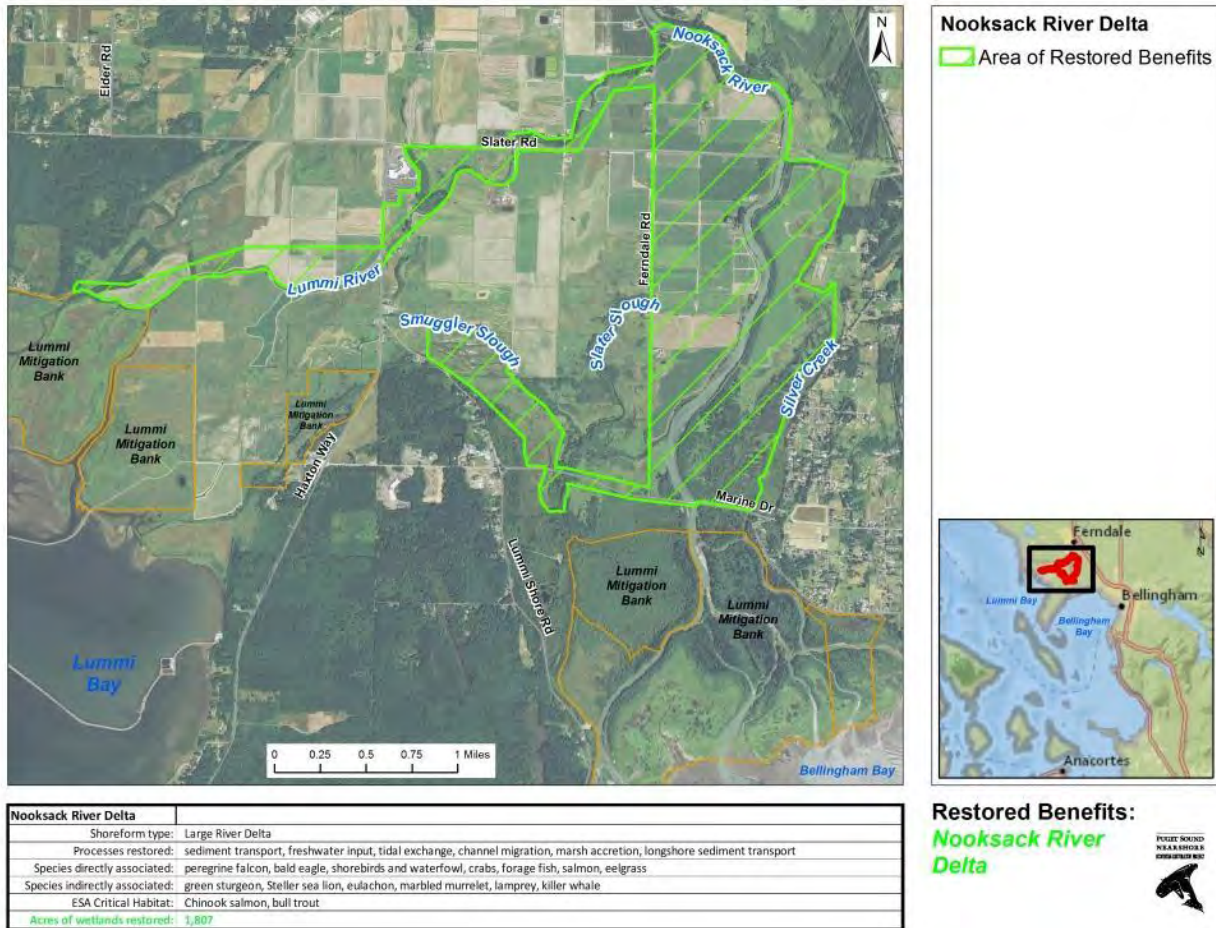 Elder Rd
N
Nooksack
River
Slater Rd
Ferndale Rd
Lummi River
Smuggler Slough
Slater Slough
Silver Creek
Lummi
Mitigation
Bank
Lummi
Mitigation
Bank
Lummi
Mitigation
Bank
Haxton Way
Marine Dr
Lummi Shore Rd
Lummi
Mitigation
Bank
Lummi
Mitigation
Bank
Lummi
Bay
0 0.25 0.5 0.75 1 Miles
Bellingham Bay
Nooksack River Delta
Area of Restored Benefits
Ferndale
N
Lummi Bay
Bellingham
Bellingham
Bay
Anacortes
Nooksack River Delta
Shoreform type: Large River Delta
Processes restored: sediment transport, freshwater input, tidal exchange, channel migration, marsh accretion, longshore sediment transport
Species directly associated: peregrine falcon, bald eagle, shorebirds and waterfowl, crabs, forage fish, salmon, eelgrass
Species indirectly associated: green sturgeon, Steller sea lion, eulachon, marbled murrelet, lamprey, killer whale
ESA Critical Habitat: Chinook salmon, bull trout
Acres of wetlands restored: 1,807
Restored Benefits:
Nooksack River
Delta
PUGET SOUND
NEARSHORE